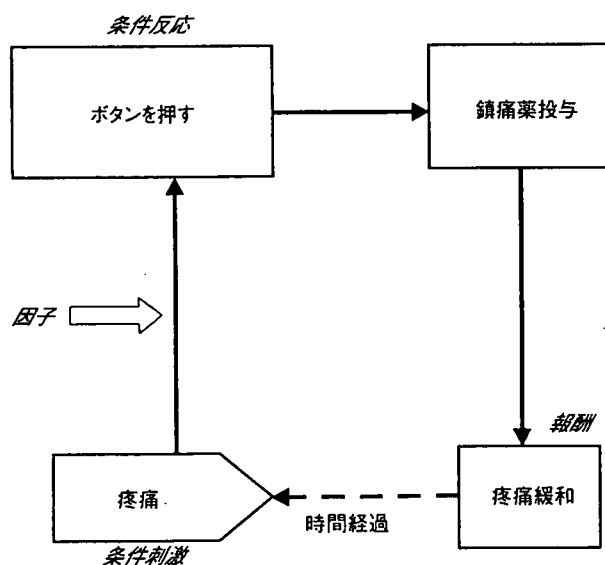 条件反応
ボタンを押す
鎮痛薬投与
因子
報酬
疼痛
疼痛緩和
時間経過
条件刺激